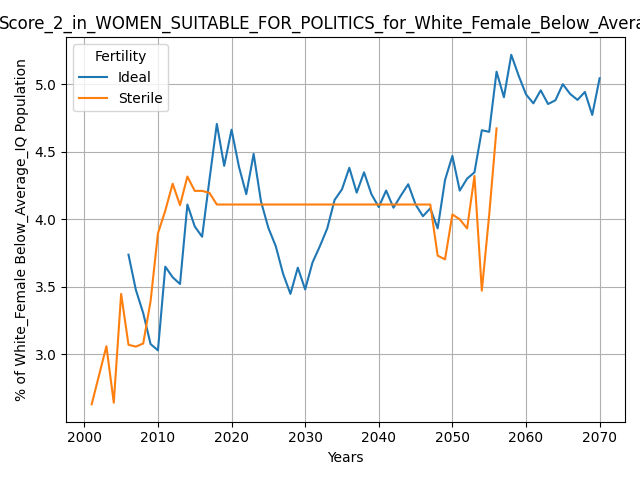 Score_2_in_WOMEN_SUITABLE_FOR_POLITICS_for_White_Female_Below_Avera
Fertility
Ideal
Sterile
% of White_Female Below_Average_IQ Population
5.0
4.5
4.0
3.5
3.0
2000 2010 2020 2030 2040 2050 2060 2070
Years